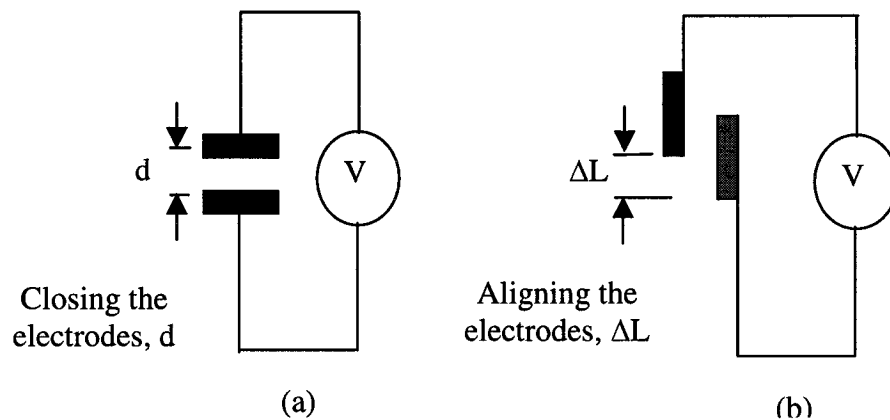 d
V
Closing the
electrodes, d
(a)
ΔL
V
Aligning the
electrodes, ΔL
(b)